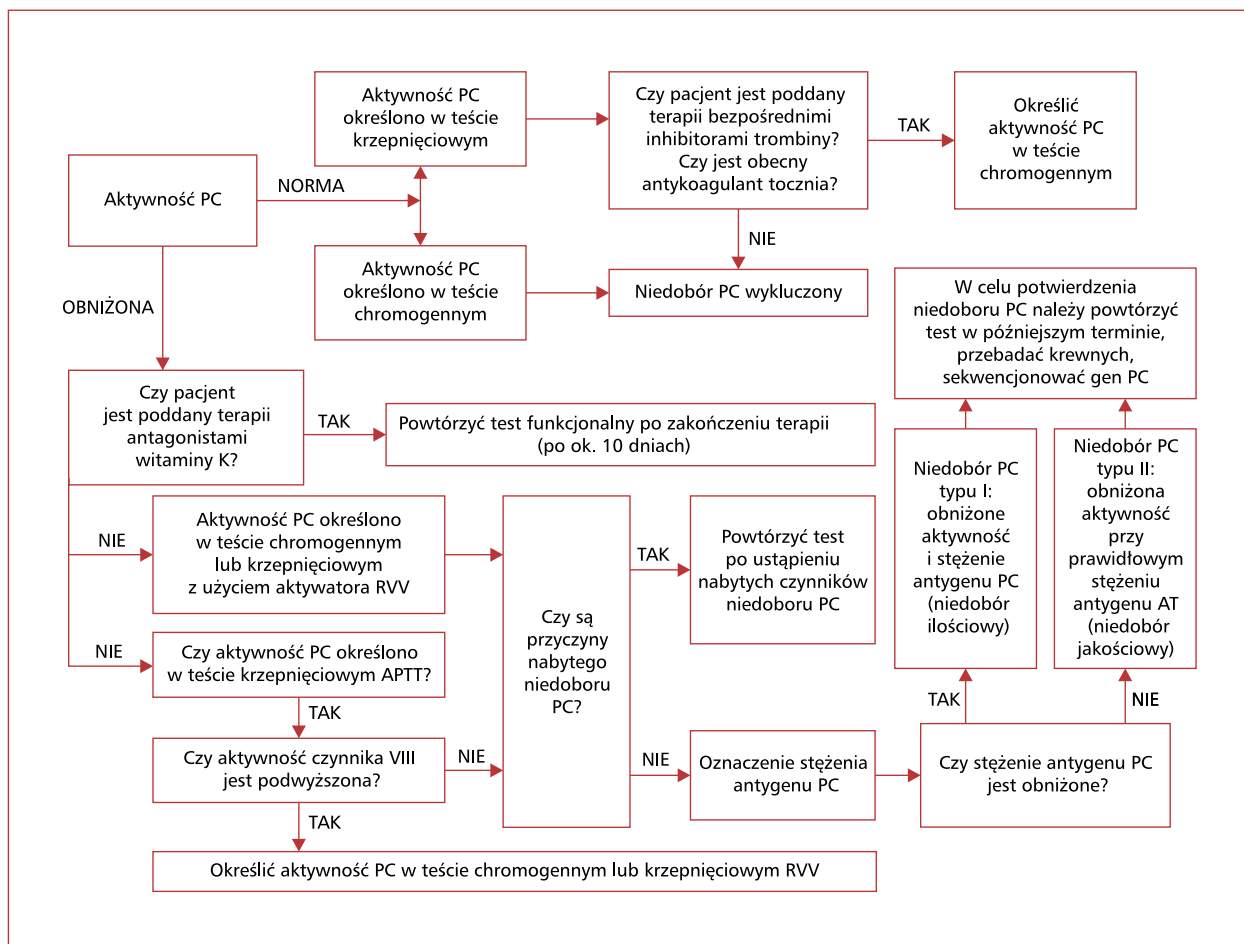 Aktywność PC
NORMA
OBNIŻONA
Aktywność PC
określono w teście
krzepnięciowym
Czy pacjent jest poddany
terapii bezpośrednimi
inhibitorami trombiny?
Czy jest obecny
antykoagulant tocznia?
TAK
Określić
aktywność PC
w teście
chromogennym
NIE
Aktywność PC
określono w teście
chromogennym
Niedobór PC wykluczony
Czy pacjent
jest poddany terapii
antagonistami
witaminy K?
TAK
Powtórzyć test funkcjonalny po zakończeniu terapii
(po ok. 10 dniach)
NIE
Aktywność PC określono
w teście chromogennym
lub krzepnięciowym
z użyciem aktywatora RVV
NIE
Czy aktywność PC określono
w teście krzepnięciowym APTT?
TAK
Czy aktywność czynnika VIII
jest podwyższona?
NIE
TAK
Określić aktywność PC w teście chromogennym lub krzepnięciowym RVV
Czy są
przyczyny
nabytego
niedoboru
PC?
TAK
Powtórzyć test
po ustąpieniu
nabytych czynników
niedoboru PC
NIE
Oznaczenie stężenia
antygenu PC
Czy stężenie antygenu PC
jest obniżone?
TAK
NIE
Niedobór PC
typu I:
obniżone
aktywność
i stężenie
antygenu PC
(niedobór
ilościowy)
Niedobór PC
typu II:
obniżona
aktywność
przy
prawidłowym
stężeniu
antygenu AT
(niedobór
jakościowy)
W celu potwierdzenia
niedoboru PC należy powtórzyć
test w późniejszym terminie,
przebadać krewnych,
sekwencjonować gen PC